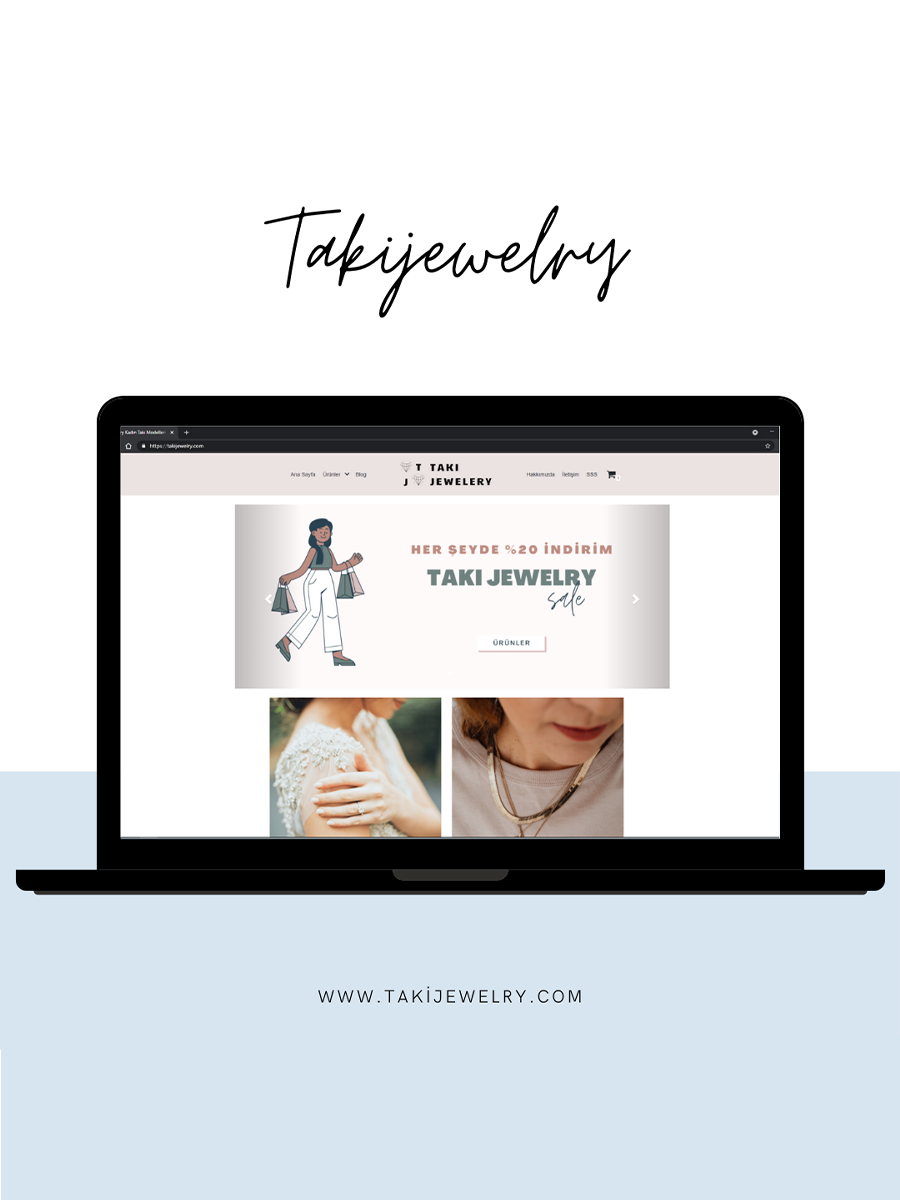 Takijewelry
ry Kadın Takı Modelleri
https://takijewelry.com
Ana Sayfa Ürünler Blog
T TAKI
J JEWELERY
Hakkımızda İletişim SSS
HER ŞEYDE %20 İNDİRİM
TAKI JEWELRY
sale
ÜRÜNLER
WWW.TAKİJEWELRY.COM